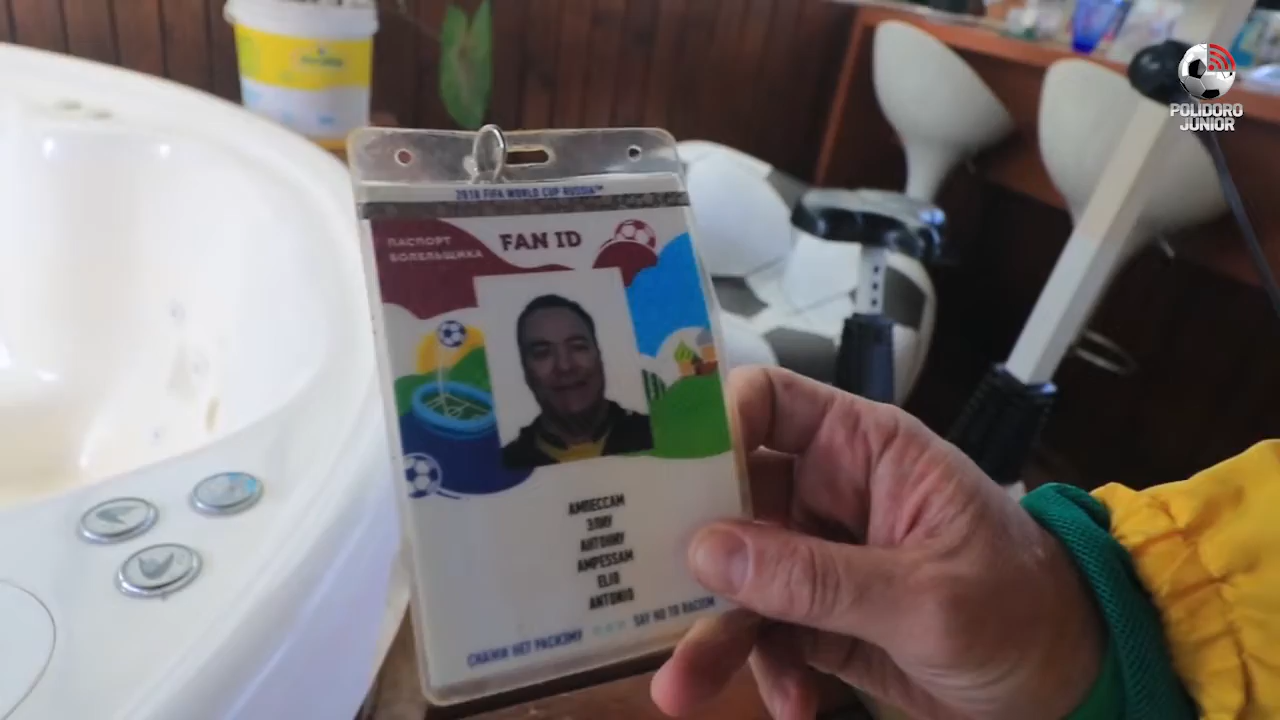 POLIDORO
JUNIOR
2018 FIFA WORLD CUP RUSSIA™
ПАСПОРТ
БОЛЕЛЬЩИКА
FAN ID
АМПЕССАМ
ЭЛИУ
АНТОНИУ
AMPESSAM
ELIO
ANTONIO
СКАЖИ НЕТ РАСИЗМУ
SAY NO TO RACISM